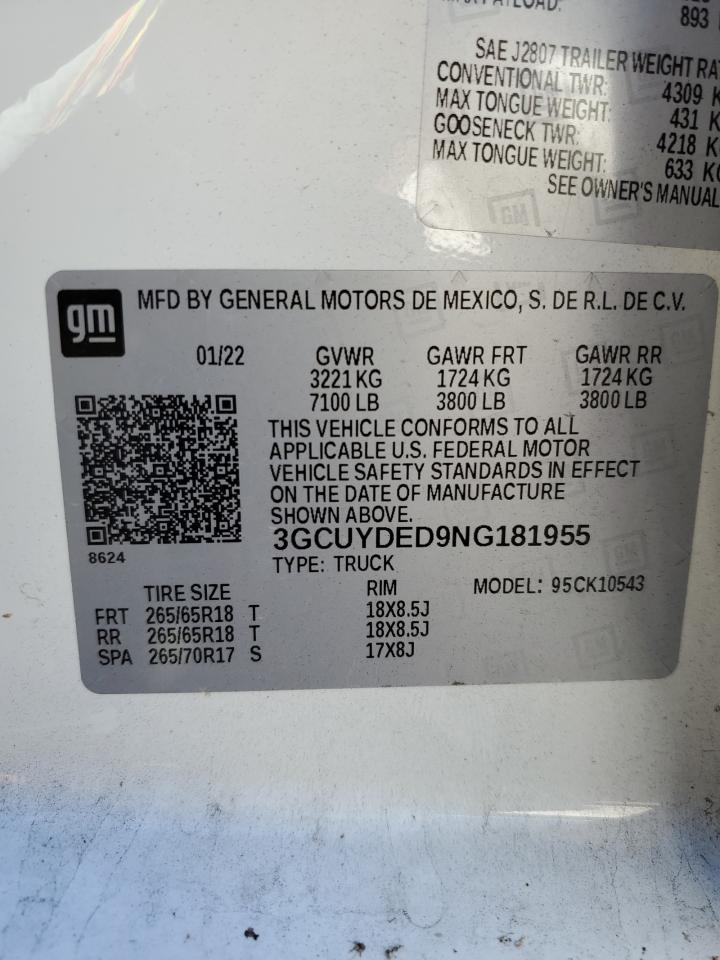 MAX PAYLOAD:
893
SAE J2807 TRAILER WEIGHT
CONVENTIONAL TWR: 4309
MAX TONGUE WEIGHT: 431
GOOSENECK TWR: 4218
MAX TONGUE WEIGHT: 633 KG
SEE OWNER'S MANUAL
GM
gm
MFD BY GENERAL MOTORS DE MEXICO, S. DE R.L. DE C.V.
01/22 GVWR GAWR FRT GAWR RR
3221 KG 1724 KG 1724 KG
7100 LB 3800 LB 3800 LB
THIS VEHICLE CONFORMS TO ALL
APPLICABLE U.S. FEDERAL MOTOR
VEHICLE SAFETY STANDARDS IN EFFECT
ON THE DATE OF MANUFACTURE
SHOWN ABOVE.
8624
3GCUYDED9NG181955
TYPE: TRUCK
TIRE SIZE RIM MODEL: 95CK10543
FRT 265/65R18 T 18X8.5J
RR 265/65R18 T 18X8.5J
SPA 265/70R17 S 17X8J